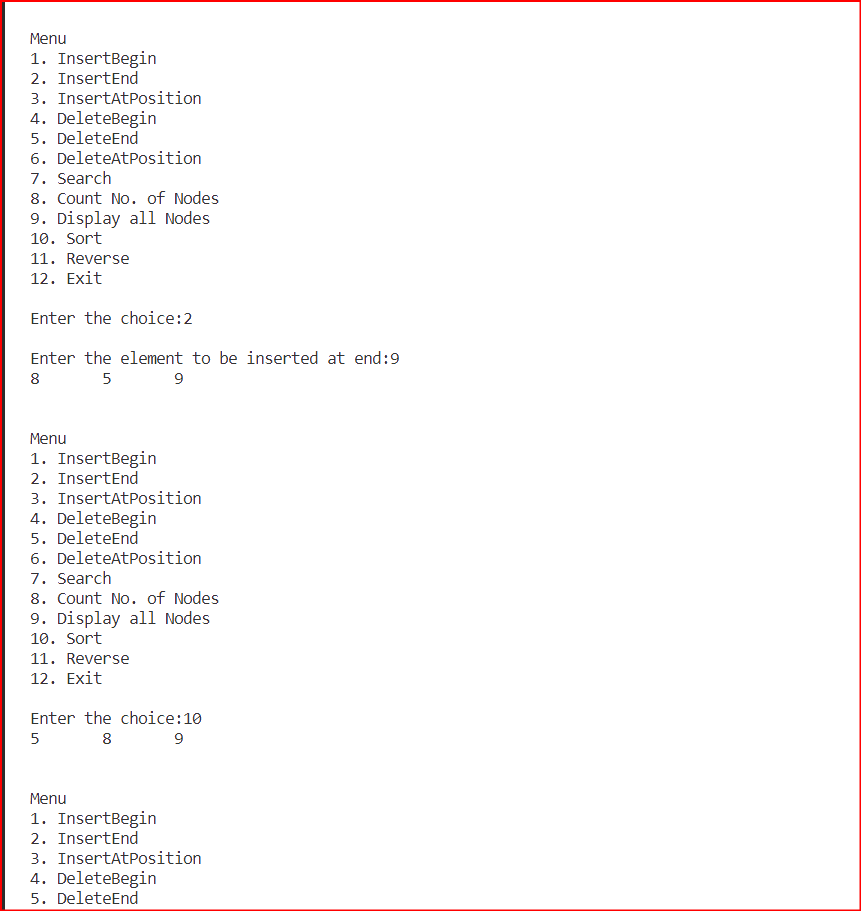 Menu
1. InsertBegin
2. InsertEnd
3. InsertAtPosition
4. DeleteBegin
5. DeleteEnd
6. DeleteAtPosition
7. Search
8. Count No. of Nodes
9. Display all Nodes
10. Sort
11. Reverse
12. Exit
Enter the choice:2
Enter the element to be inserted at end:9
8 5 9
Menu
1. InsertBegin
2. InsertEnd
3. InsertAtPosition
4. DeleteBegin
5. DeleteEnd
6. DeleteAtPosition
7. Search
8. Count No. of Nodes
9. Display all Nodes
10. Sort
11. Reverse
12. Exit
Enter the choice:10
5 8 9
Menu
1. InsertBegin
2. InsertEnd
3. InsertAtPosition
4. DeleteBegin
5. DeleteEnd